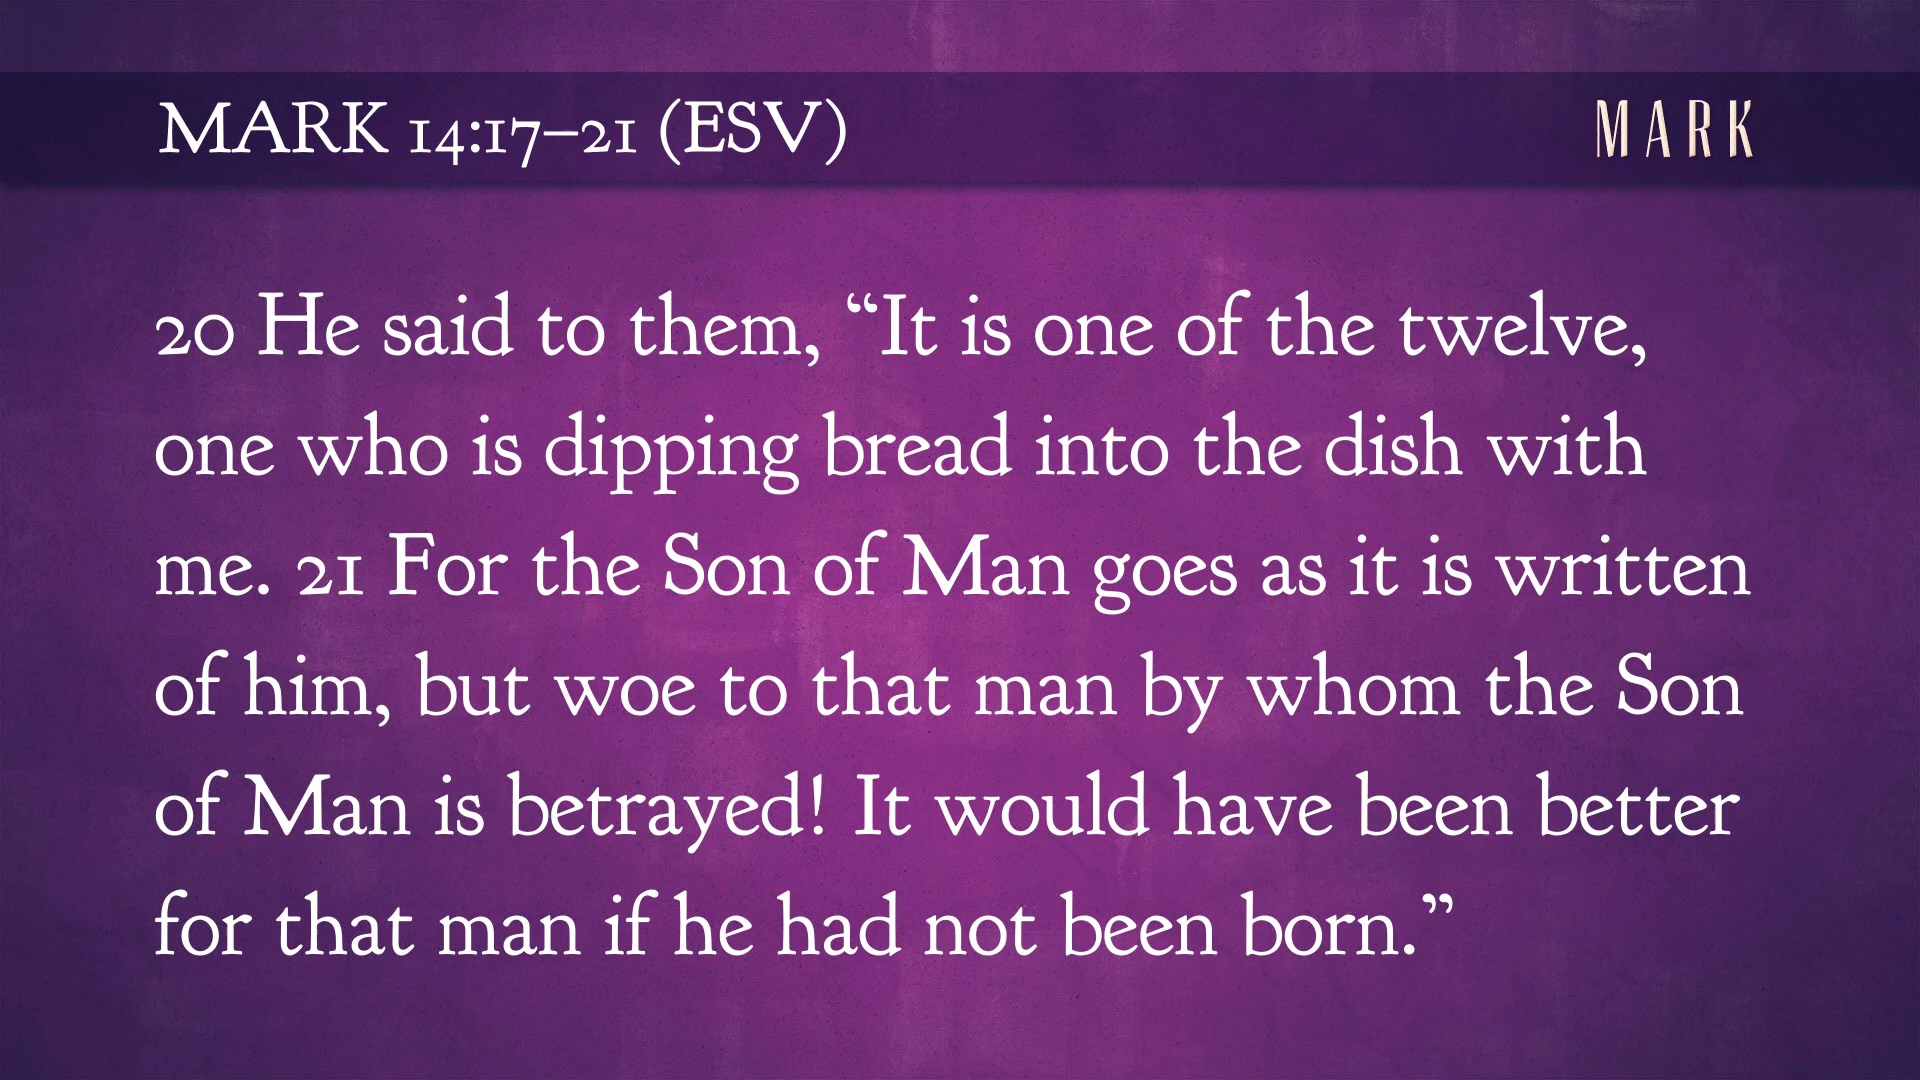 MARK 14:17–21 (ESV)
MARK
20 He said to them, “It is one of the twelve,
one who is dipping bread into the dish with
me. 21 For the Son of Man goes as it is written
of him, but woe to that man by whom the Son
of Man is betrayed! It would have been better
for that man if he had not been born.”